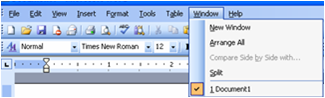 File Edit View Insert Format Tools Table Window Help
New Window
Arrange All
Compare Side by Side with...
Split
1 Document1
Normal Times New Roman 12